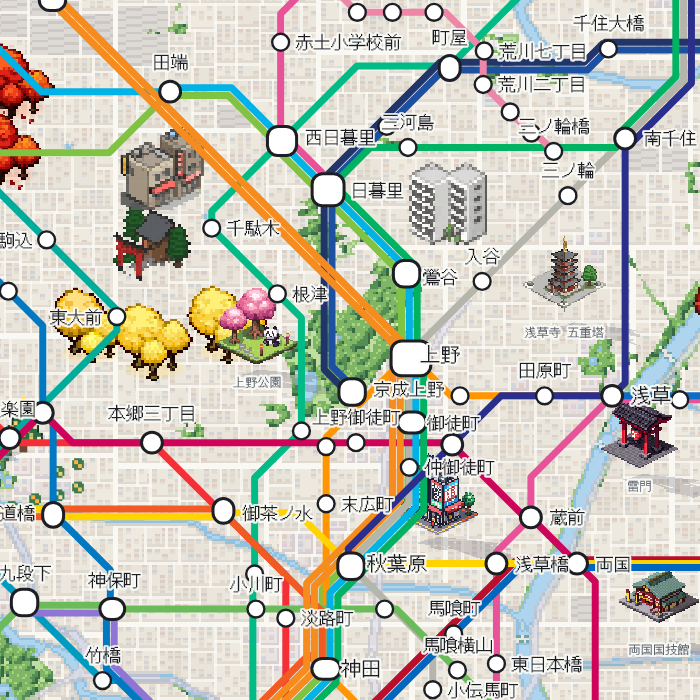 千住大橋
赤土小学校前
町屋
荒川七丁目
田端
荒川二丁目
三河島
三ノ輪橋
西日暮里
南千住
三ノ輪
日暮里
千駄木
駒込
入谷
鶯谷
根津
東大前
浅草寺 五重塔
上野
田原町
上野公園
京成上野
浅草
楽園
本郷三丁目
上野御徒町
御徒町
仲御徒町
雷門
末広町
道橋
御茶ノ水
蔵前
秋葉原
浅草橋
両国
九段下
神保町
小川町
淡路町
馬喰町
馬喰横山
両国国技館
竹橋
神田
東日本橋
小伝馬町